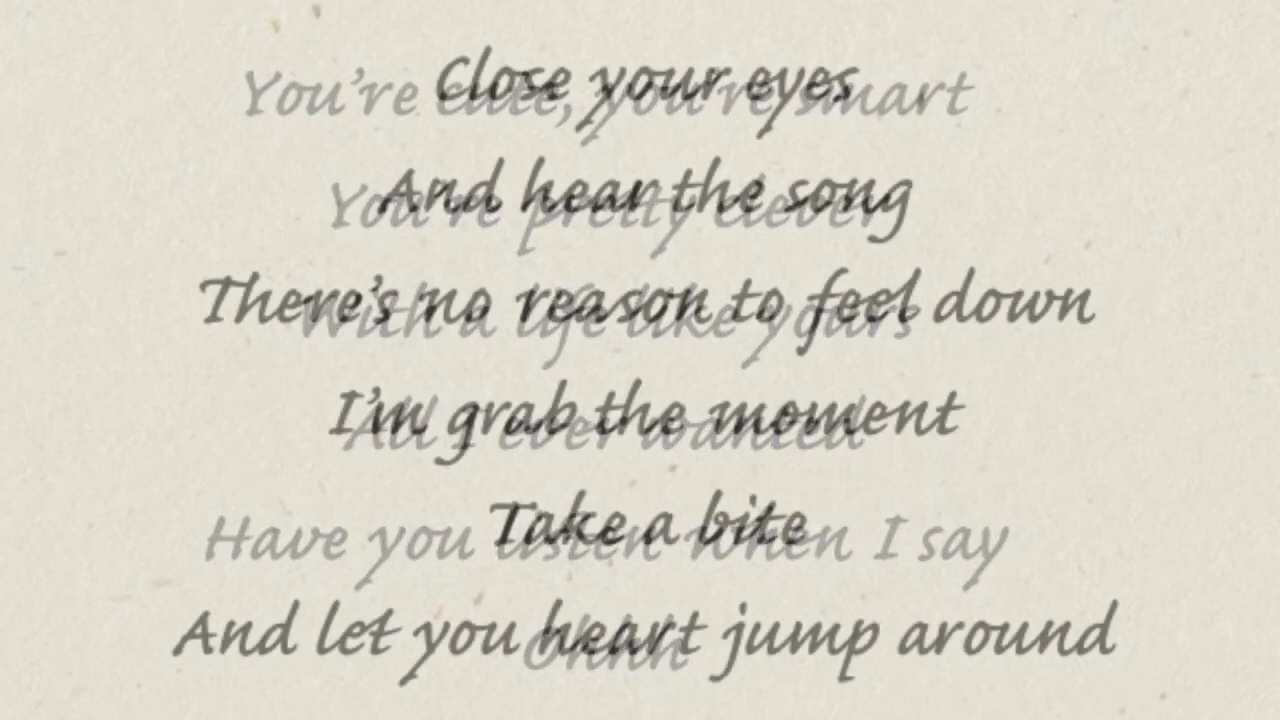 Close your eyes
You're cute, you're smart
And hear the song
You're pretty clever
There's no reason to feel down
With a life like yours
I'm grab the moment
All I ever wanted
Take a bite
Have you listen when I say
And let you heart jump around
Ohhh